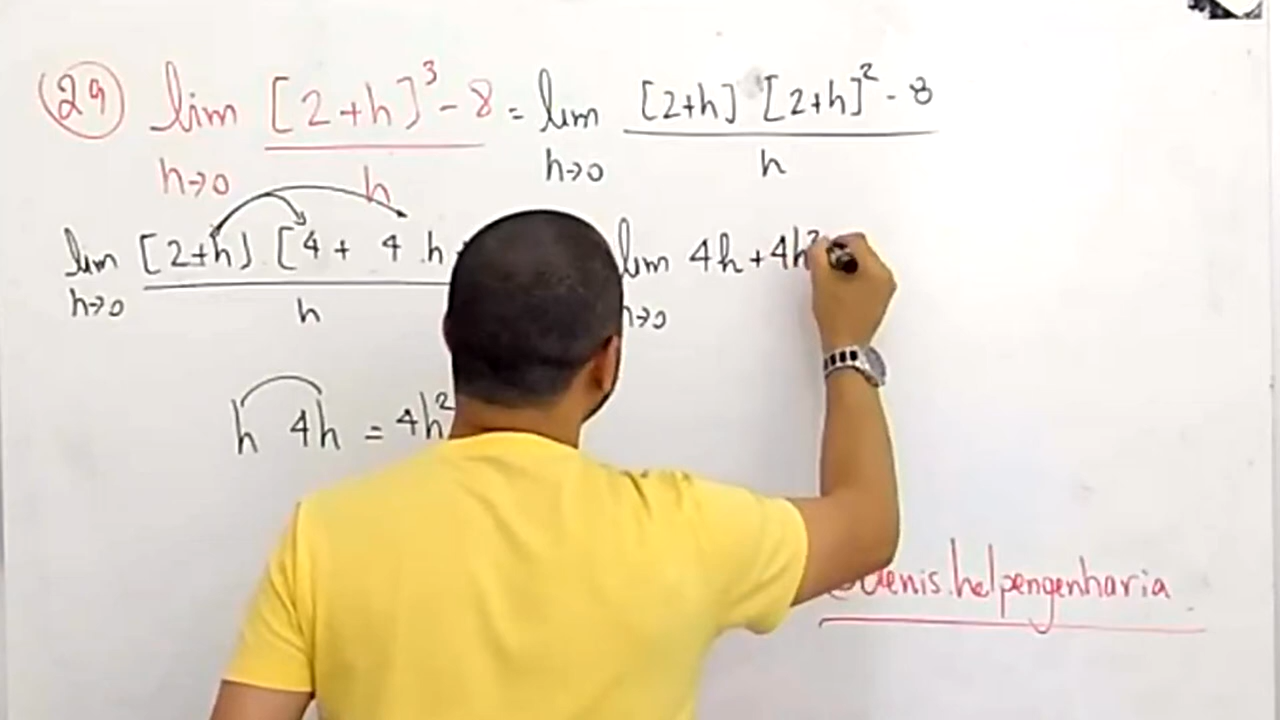 29 lim [2+h]³ - 8 = lim [2+h] [2+h]² - 8
h→0 h h→0 h
lim [2+h] [4 + 4 . h lim 4h + 4h²
h→0 h h→0
h 4h = 4h²
denis.helpengenharia